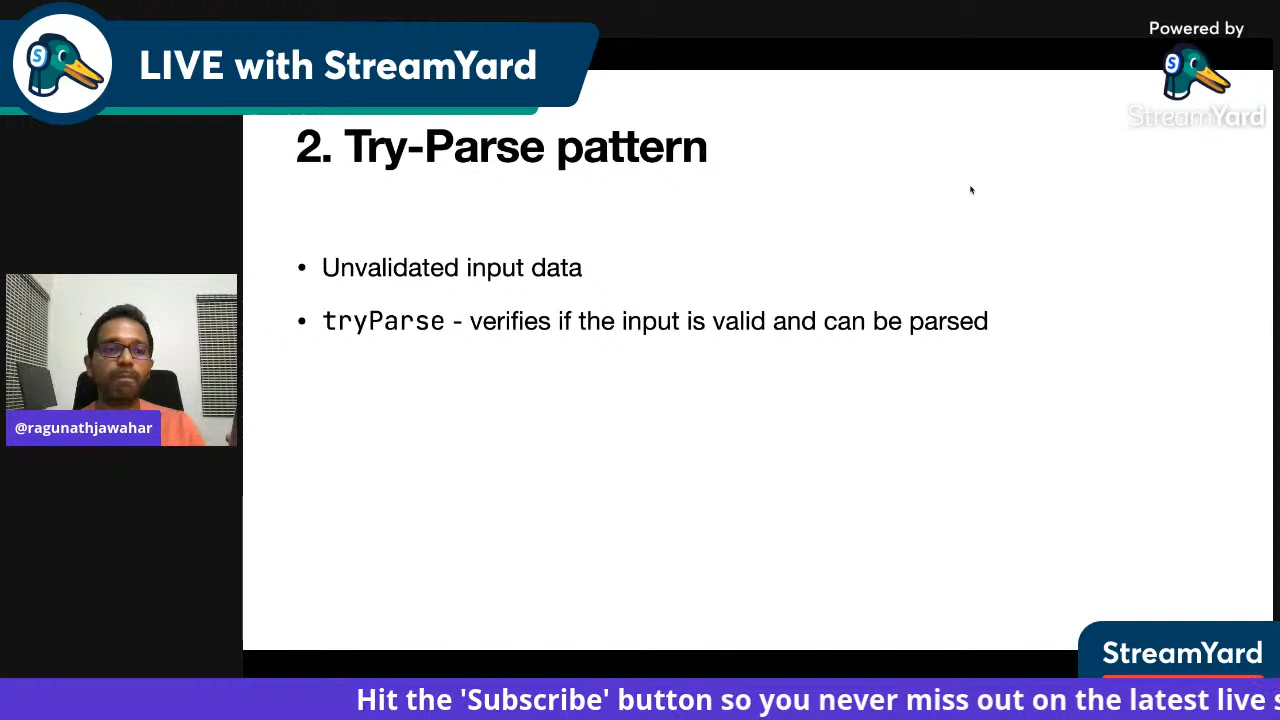 LIVE with StreamYard
Powered by
S
S
StreamYard
2. Try-Parse pattern
• Unvalidated input data
• tryParse - verifies if the input is valid and can be parsed
@ragunathjawahar
StreamYard
Hit the 'Subscribe' button so you never miss out on the latest live s